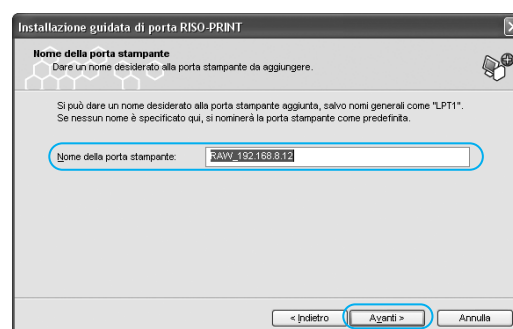 Installazione guidata di porta RISO-PRINT
Nome della porta stampante
Dare un nome desiderato alla porta stampante da aggiungere.
Si può dare un nome desiderato alla porta stampante aggiunta, salvo nomi generali come "LPT1".
Se nessun nome è specificato qui, si nominerà la porta stampante come predefinita.
Nome della porta stampante: RAW_192.168.8.12
< Indietro Avanti > Annulla